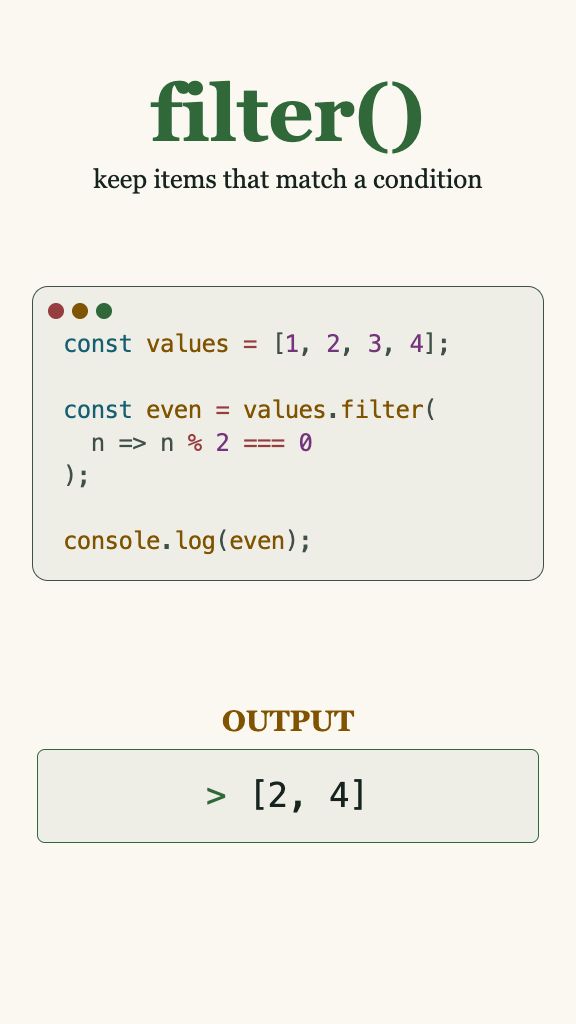 filter()
keep items that match a condition
const values = [1, 2, 3, 4];
const even = values.filter(
  n => n % 2 === 0
);
console.log(even);
OUTPUT
> [2, 4]